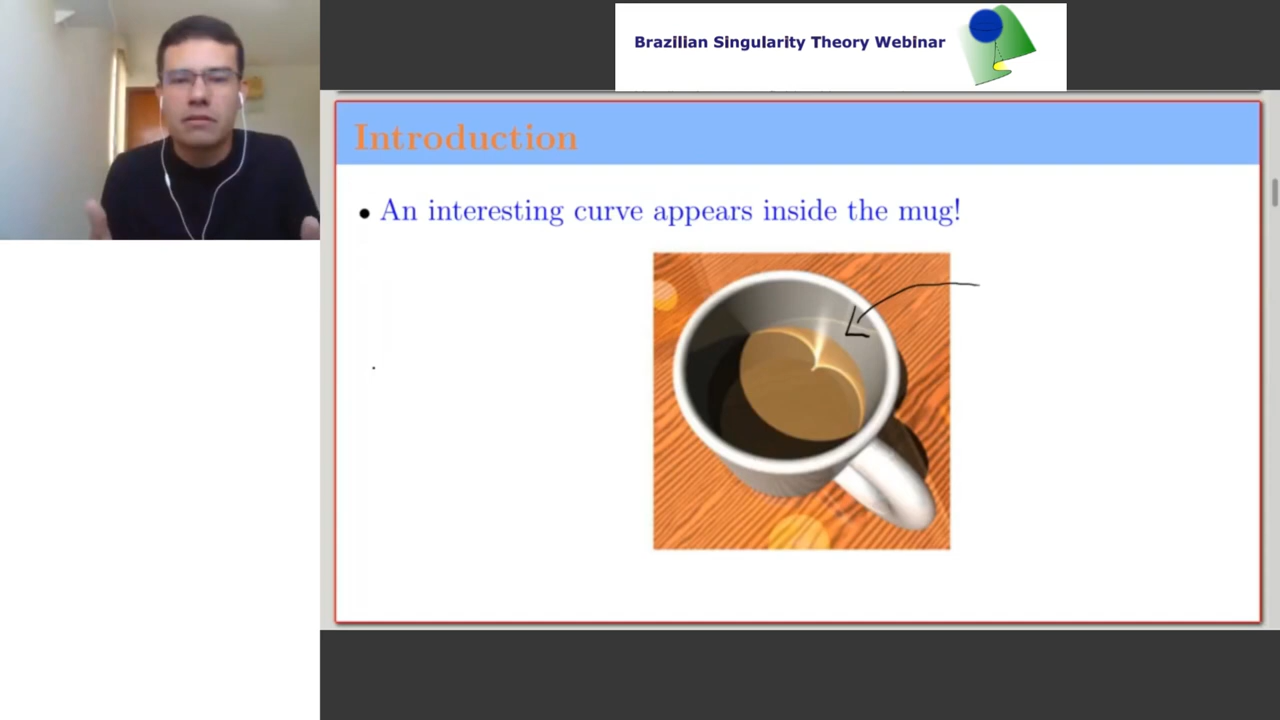 Brazilian Singularity Theory Webinar
Introduction
• An interesting curve appears inside the mug!